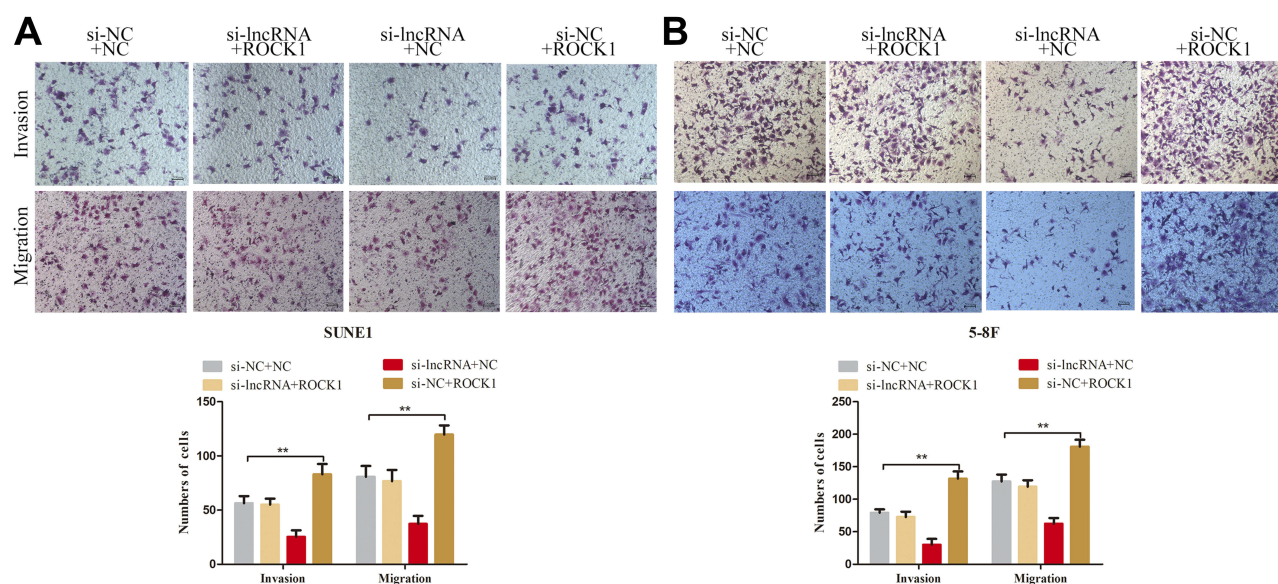 A
si-NC
+NC
si-lncRNA
+ROCK1
si-lncRNA
+NC
si-NC
+ROCK1
Invasion
Migration
SUNE1
si-NC+NC
si-lncRNA+NC
si-lncRNA+ROCK1
si-NC+ROCK1
Numbers of cells
150
100
50
0
**
**
Invasion
Migration
B
si-NC
+NC
si-lncRNA
+ROCK1
si-lncRNA
+NC
si-NC
+ROCK1
5-8F
si-NC+NC
si-lncRNA+NC
si-lncRNA+ROCK1
si-NC+ROCK1
Numbers of cells
250
200
150
100
50
0
**
**
Invasion
Migration